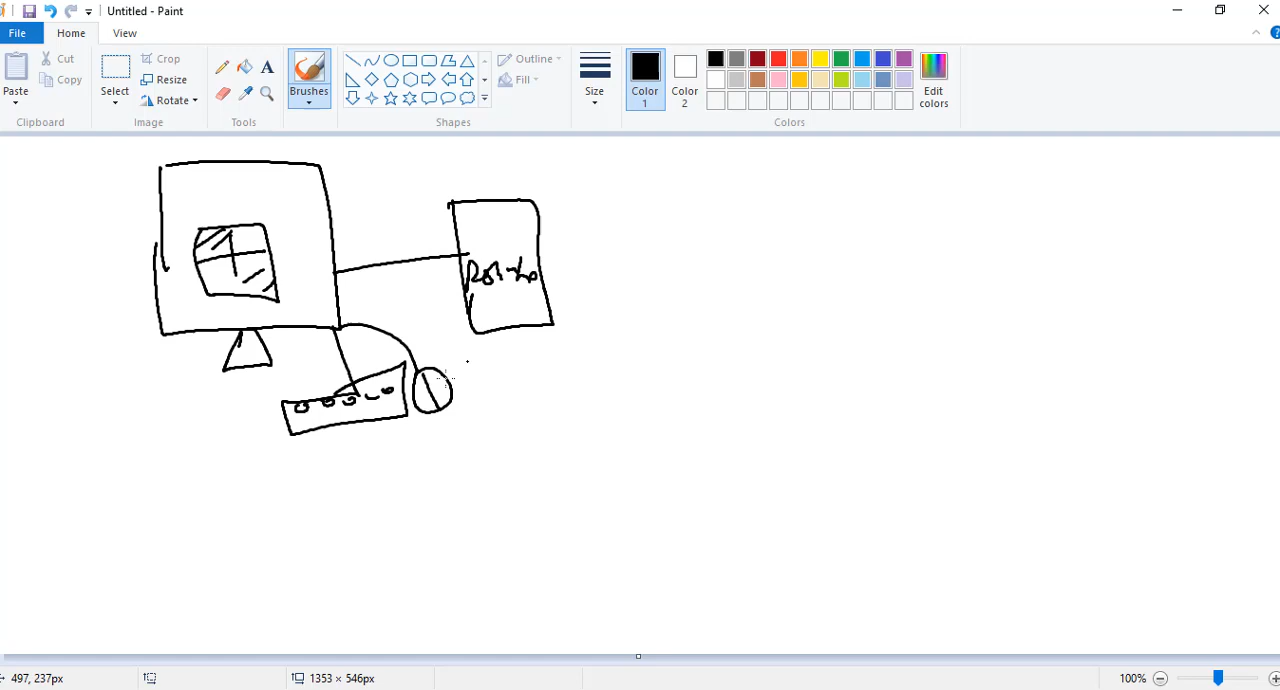 Untitled - Paint
File
Home
View
Paste
Cut
Copy
Clipboard
Select
Crop
Resize
Rotate
Image
A
Tools
Brushes
Shapes
Outline
Fill
Size
Color 1
Color 2
Edit colors
Colors
497, 237px
1353 × 546px
100%